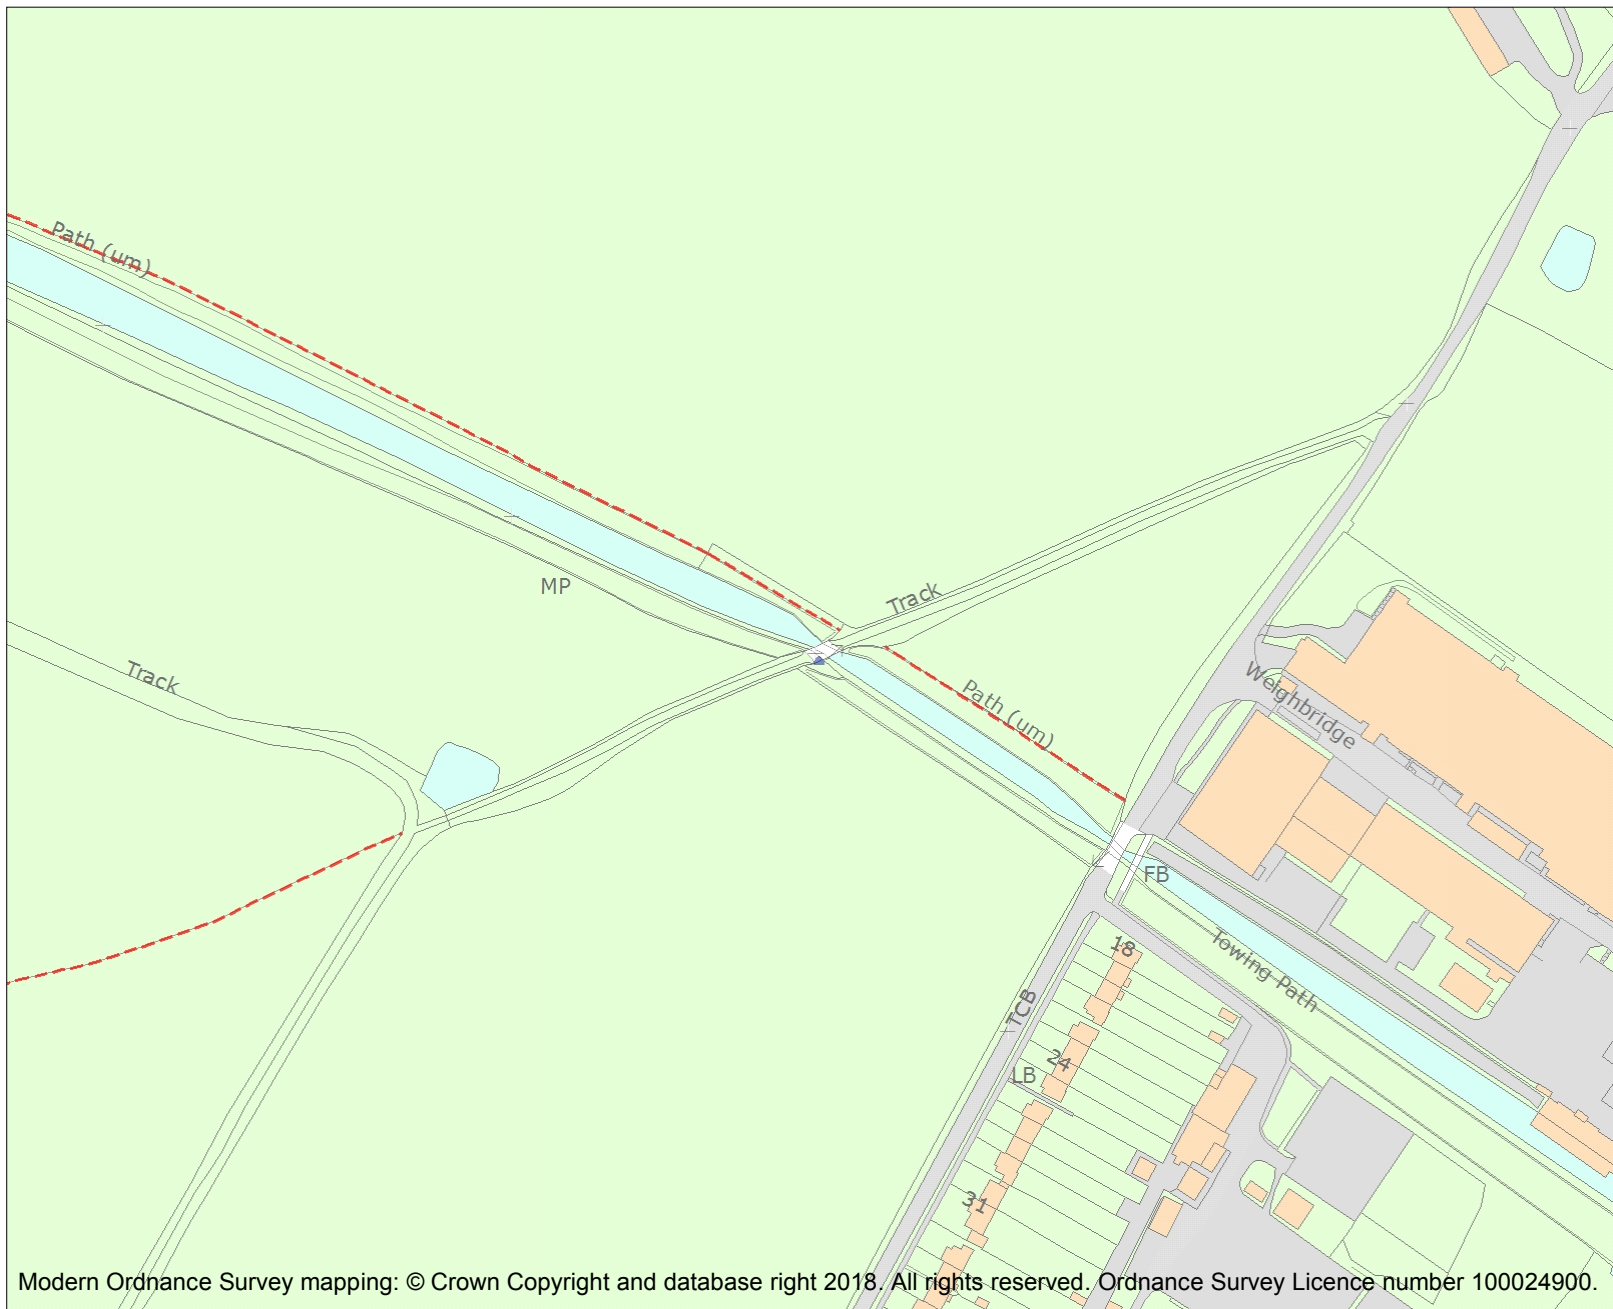 Path (um)
MP
Track
Track
Path (um)
Weighbridge
FB
18
Towing Path
TCB
24
LB
31
Modern Ordnance Survey mapping: © Crown Copyright and database right 2018. All rights reserved. Ordnance Survey Licence number 100024900.